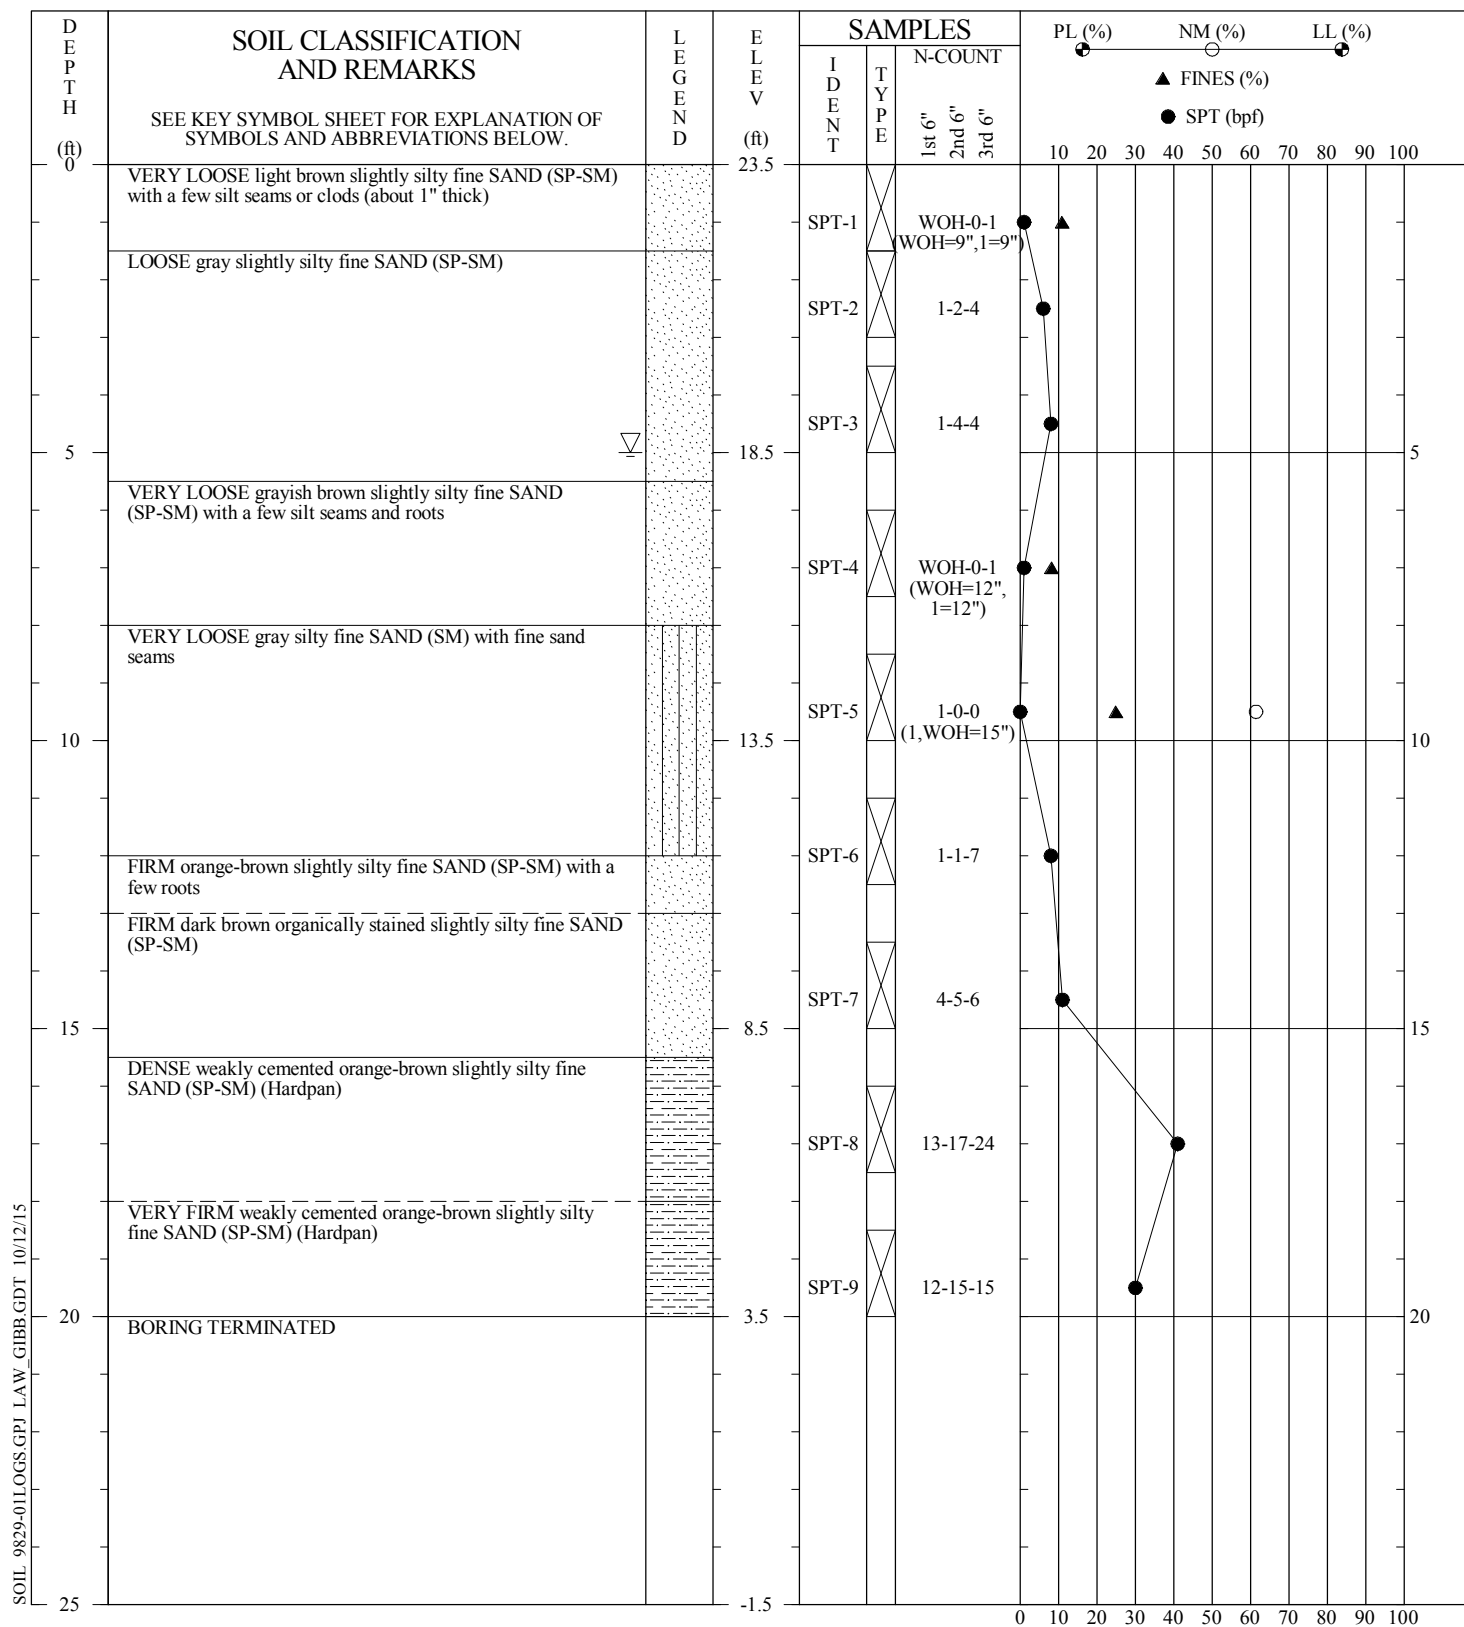 DEPTH
(ft)
SOIL CLASSIFICATION
AND REMARKS
SEE KEY SYMBOL SHEET FOR EXPLANATION OF
SYMBOLS AND ABBREVIATIONS BELOW.
LEGEND
ELEV
(ft)
SAMPLES
IDENT
TYPE
N-COUNT
1st 6"
2nd 6"
3rd 6"
PL (%) NM (%) LL (%)
FINES (%)
SPT (bpf)
10 20 30 40 50 60 70 80 90 100
0
VERY LOOSE light brown slightly silty fine SAND (SP-SM)
with a few silt seams or clods (about 1" thick)
23.5
SPT-1 WOH-0-1
(WOH=9",1=9")
LOOSE gray slightly silty fine SAND (SP-SM)
SPT-2 1-2-4
SPT-3 1-4-4
5 18.5 5
VERY LOOSE grayish brown slightly silty fine SAND
(SP-SM) with a few silt seams and roots
SPT-4 WOH-0-1
(WOH=12",
1=12")
VERY LOOSE gray silty fine SAND (SM) with fine sand
seams
SPT-5 1-0-0
(1,WOH=15")
10 13.5 10
SPT-6 1-1-7
FIRM orange-brown slightly silty fine SAND (SP-SM) with a
few roots
FIRM dark brown organically stained slightly silty fine SAND
(SP-SM)
SPT-7 4-5-6
15 8.5 15
DENSE weakly cemented orange-brown slightly silty fine
SAND (SP-SM) (Hardpan)
SPT-8 13-17-24
VERY FIRM weakly cemented orange-brown slightly silty
fine SAND (SP-SM) (Hardpan)
SPT-9 12-15-15
20 3.5 20
BORING TERMINATED
25 -1.5
0 10 20 30 40 50 60 70 80 90 100
SOIL 9829-01LOGS.GPJ LAW_GIBB.GDT 10/12/15